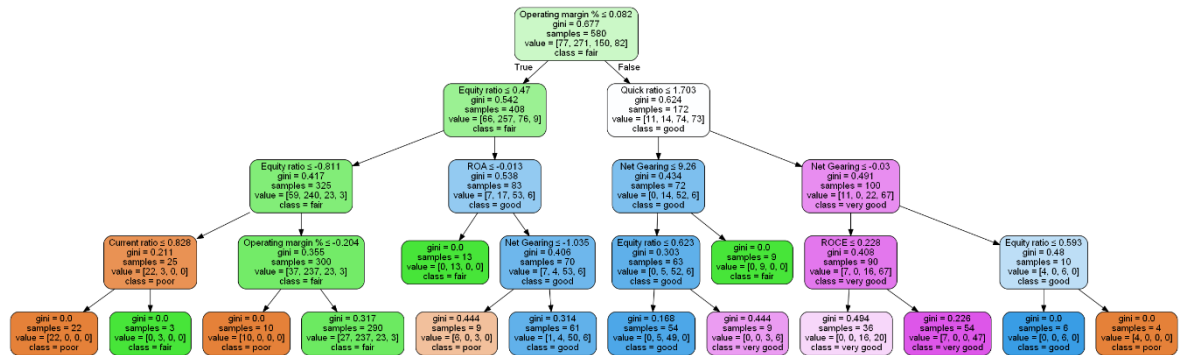 Operating margin % ≤ 0.082
gini = 0.677
samples = 580
value = [77, 271, 150, 82]
class = fair
True
False
Equity ratio ≤ 0.47
gini = 0.542
samples = 408
value = [66, 257, 76, 9]
class = fair
Quick ratio ≤ 1.703
gini = 0.624
samples = 172
value = [11, 14, 74, 73]
class = good
Equity ratio ≤ -0.811
gini = 0.417
samples = 325
value = [59, 240, 23, 3]
class = fair
ROA ≤ -0.013
gini = 0.538
samples = 83
value = [7, 17, 53, 6]
class = good
Net Gearing ≤ 9.26
gini = 0.434
samples = 72
value = [0, 14, 52, 6]
class = good
Net Gearing ≤ -0.03
gini = 0.491
samples = 100
value = [11, 0, 22, 67]
class = very good
Current ratio ≤ 0.828
gini = 0.211
samples = 25
value = [22, 3, 0, 0]
class = poor
Operating margin % ≤ -0.204
gini = 0.355
samples = 300
value = [37, 237, 23, 3]
class = fair
gini = 0.0
samples = 13
value = [0, 13, 0, 0]
class = fair
Net Gearing ≤ -1.035
gini = 0.406
samples = 70
value = [7, 4, 53, 6]
class = good
Equity ratio ≤ 0.623
gini = 0.303
samples = 63
value = [0, 5, 52, 6]
class = good
gini = 0.0
samples = 9
value = [0, 9, 0, 0]
class = fair
ROCE ≤ 0.228
gini = 0.408
samples = 90
value = [7, 0, 16, 67]
class = very good
Equity ratio ≤ 0.593
gini = 0.48
samples = 10
value = [4, 0, 6, 0]
class = good
gini = 0.0
samples = 22
value = [22, 0, 0, 0]
class = poor
gini = 0.0
samples = 3
value = [0, 3, 0, 0]
class = fair
gini = 0.0
samples = 10
value = [10, 0, 0, 0]
class = poor
gini = 0.317
samples = 290
value = [27, 237, 23, 3]
class = fair
gini = 0.444
samples = 9
value = [6, 0, 3, 0]
class = poor
gini = 0.314
samples = 61
value = [1, 4, 50, 6]
class = good
gini = 0.168
samples = 54
value = [0, 5, 49, 0]
class = good
gini = 0.444
samples = 9
value = [0, 0, 3, 6]
class = very good
gini = 0.494
samples = 36
value = [0, 0, 16, 20]
class = very good
gini = 0.226
samples = 54
value = [7, 0, 0, 47]
class = very good
gini = 0.0
samples = 6
value = [0, 0, 6, 0]
class = good
gini = 0.0
samples = 4
value = [4, 0, 0, 0]
class = poor